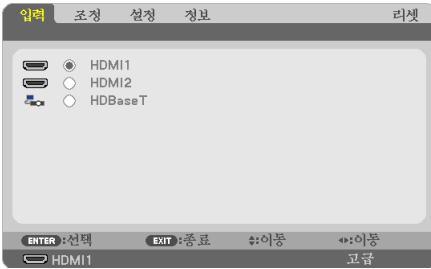 입력 조정 설정 정보 리셋
HDMI1
HDMI2
HDBaseT
ENTER :선택 EXIT :종료 :이동 :이동
HDMI1 고급